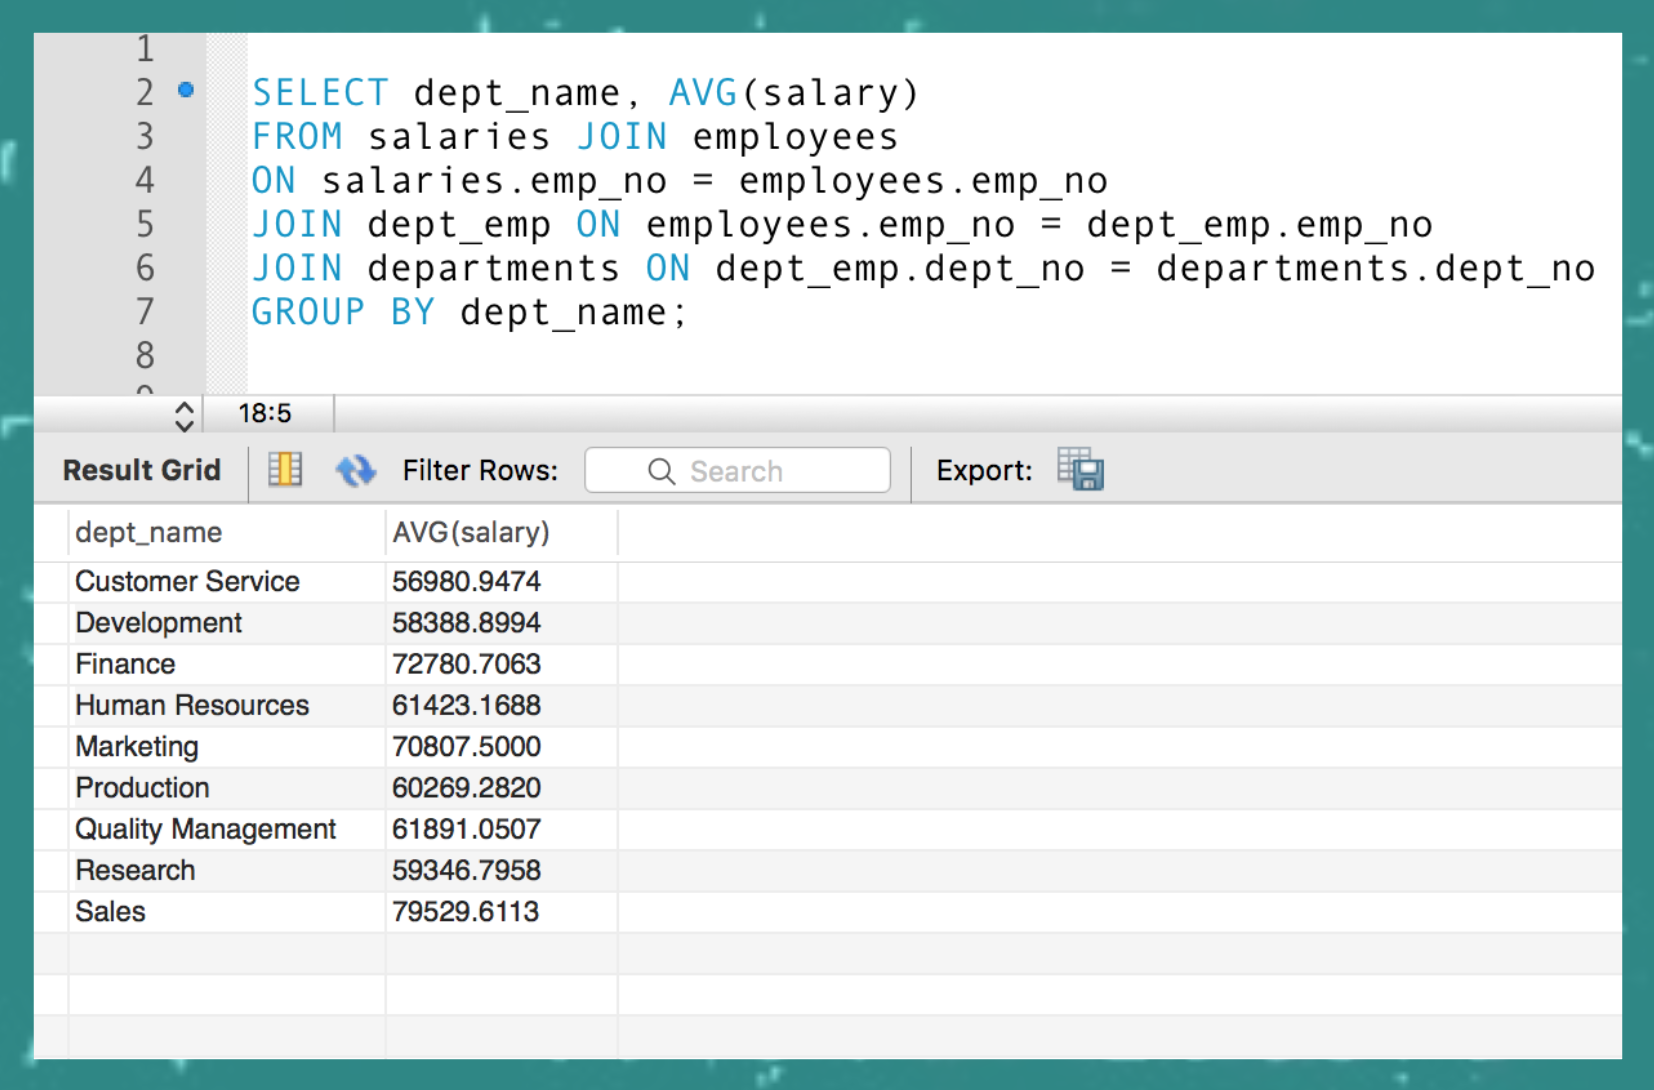 1
2 SELECT dept_name, AVG(salary)
3 FROM salaries JOIN employees
4 ON salaries.emp_no = employees.emp_no
5 JOIN dept_emp ON employees.emp_no = dept_emp.emp_no
6 JOIN departments ON dept_emp.dept_no = departments.dept_no
7 GROUP BY dept_name;
8
18:5
Result Grid Filter Rows: Search Export:
dept_name AVG(salary)
Customer Service 56980.9474
Development 58388.8994
Finance 72780.7063
Human Resources 61423.1688
Marketing 70807.5000
Production 60269.2820
Quality Management 61891.0507
Research 59346.7958
Sales 79529.6113